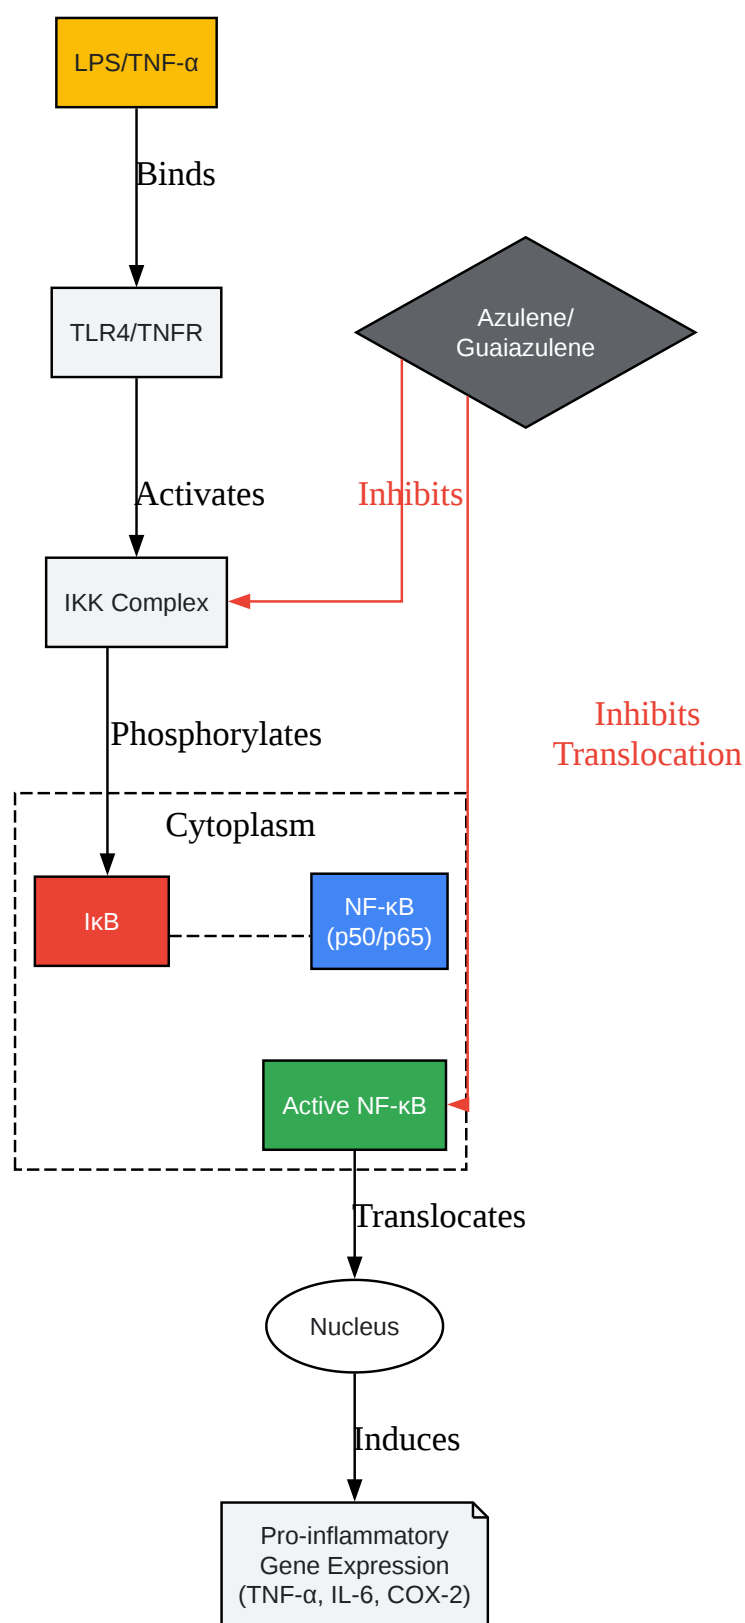 LPS/TNF-α
Binds
TLR4/TNFR
Azulene/
Guaiazulene
Activates
Inhibits
IKK Complex
Phosphorylates
Inhibits
Translocation
Cytoplasm
IκB
NF-κB
(p50/p65)
Active NF-κB
Translocates
Nucleus
Induces
Pro-inflammatory
Gene Expression
(TNF-α, IL-6, COX-2)